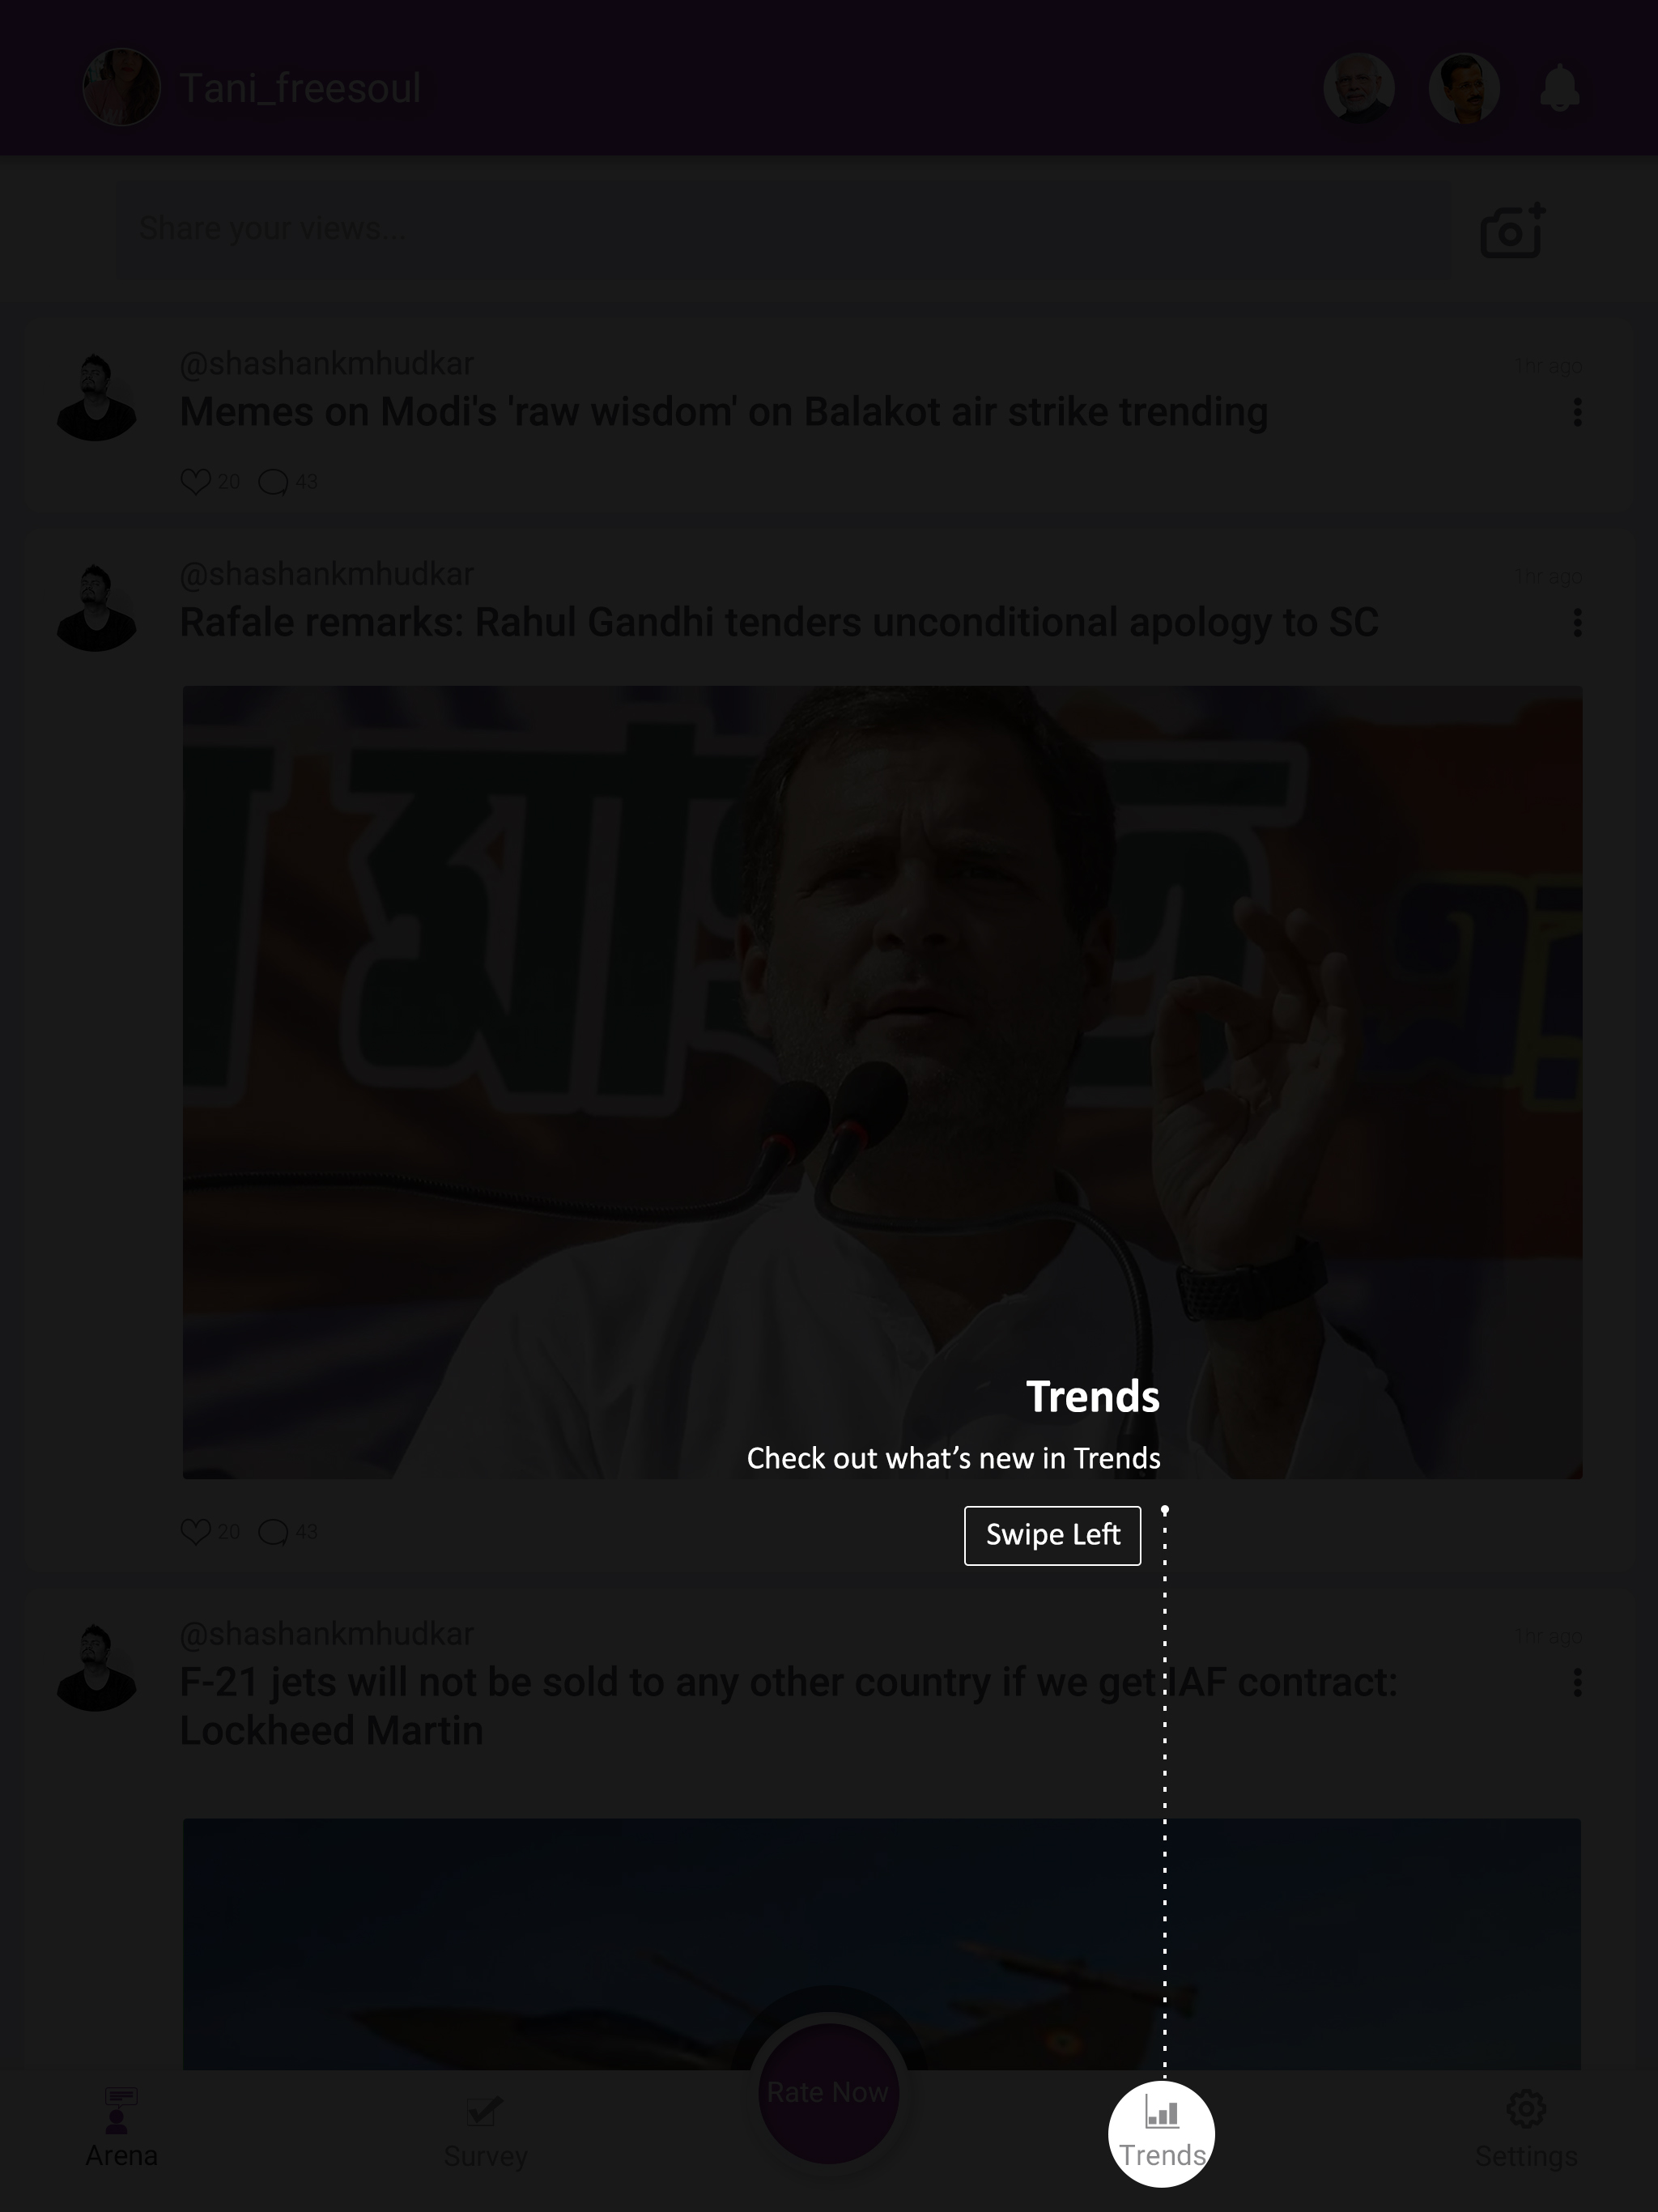 Tani_freesoul
Share your views...
@shashankmhudkar
1hr ago
Memes on Modi's 'raw wisdom' on Balakot air strike trending
20
43
@shashankmhudkar
1hr ago
Rafale remarks: Rahul Gandhi tenders unconditional apology to SC
Trends
Check out what’s new in Trends
Swipe Left
20
43
@shashankmhudkar
1hr ago
F-21 jets will not be sold to any other country if we get IAF contract:
Lockheed Martin
Rate Now
Arena
Survey
Trends
Settings